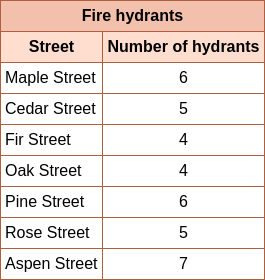 Fire hydrants
Street Number of hydrants
Maple Street 6
Cedar Street 5
Fir Street 4
Oak Street 4
Pine Street 6
Rose Street 5
Aspen Street 7